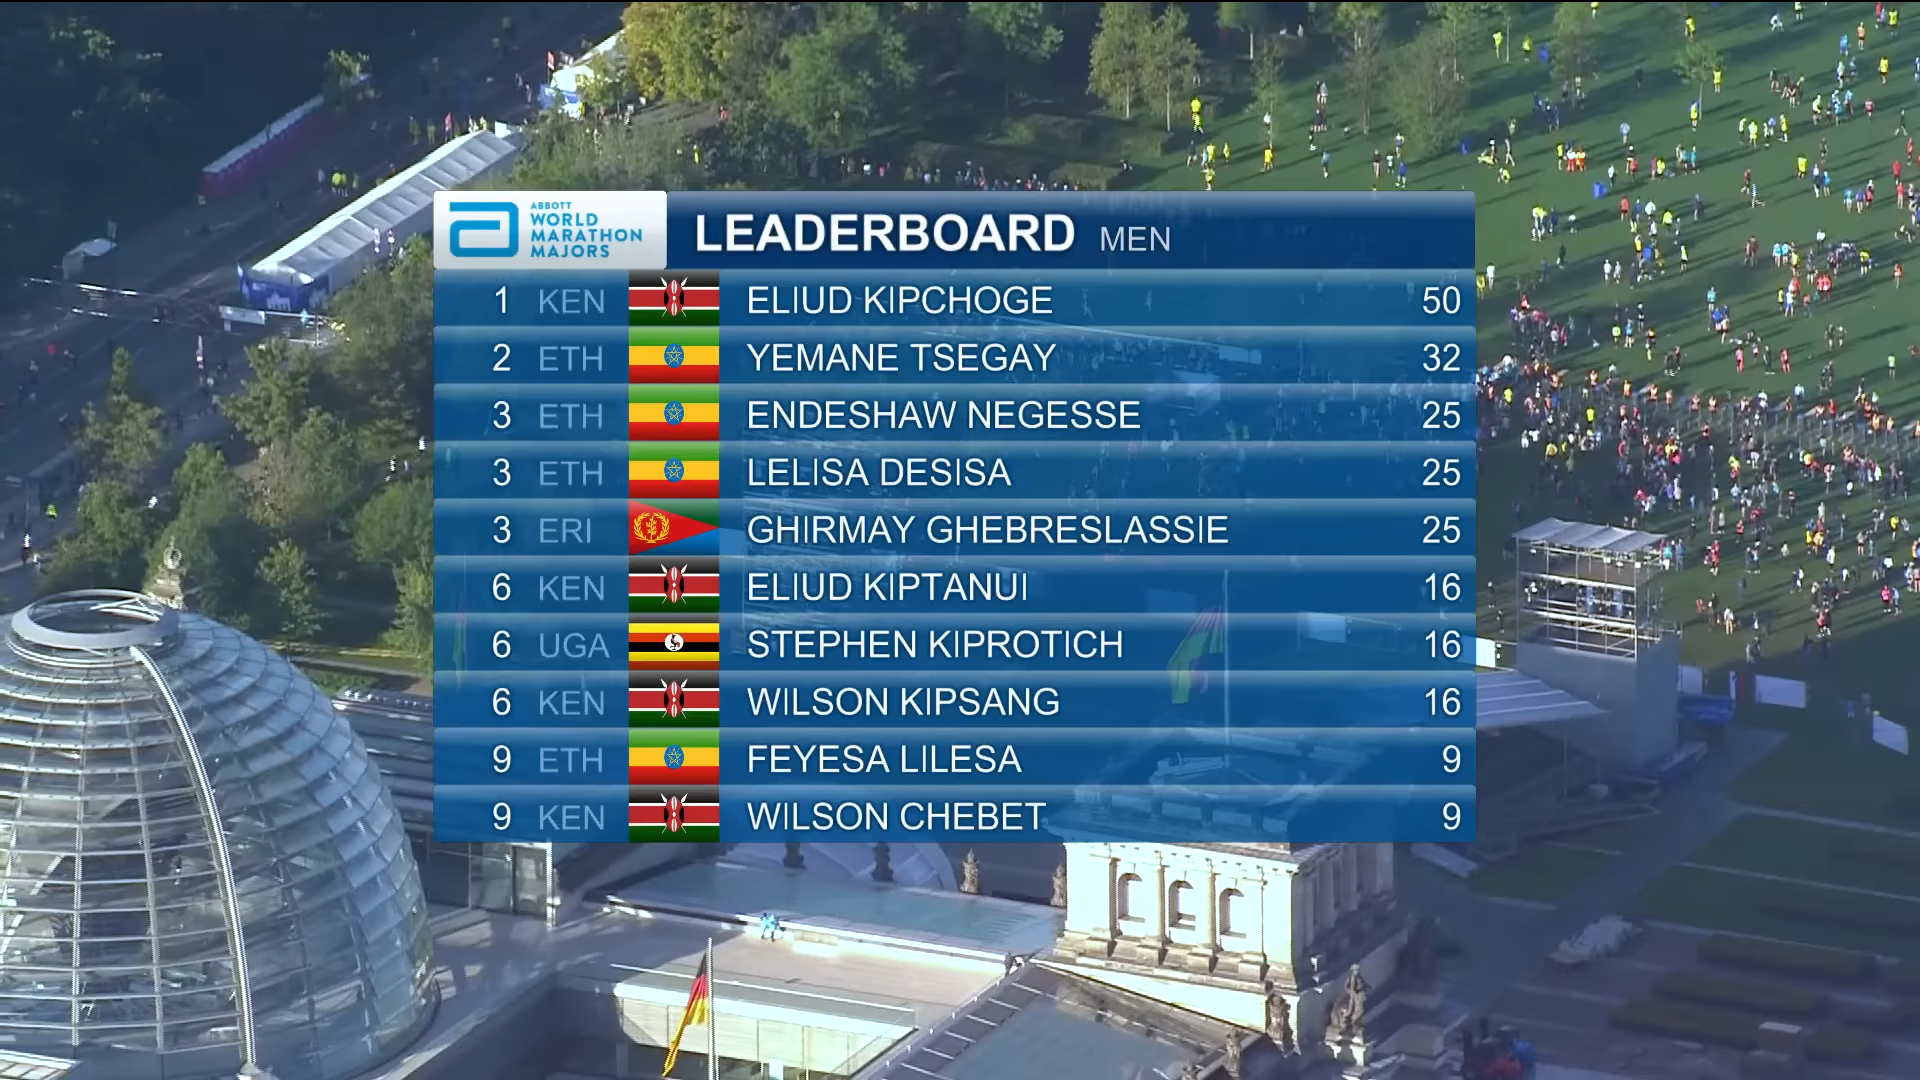 ABBOTT
WORLD
MARATHON
MAJORS
LEADERBOARD MEN
1 KEN ELIUD KIPCHOGE 50
2 ETH YEMANE TSEGAY 32
3 ETH ENDESHAW NEGESSE 25
3 ETH LELISA DESISA 25
3 ERI GHIRMAY GHEBRESLASSIE 25
6 KEN ELIUD KIPTANUI 16
6 UGA STEPHEN KIPROTICH 16
6 KEN WILSON KIPSANG 16
9 ETH FEYESA LILESA 9
9 KEN WILSON CHEBET 9